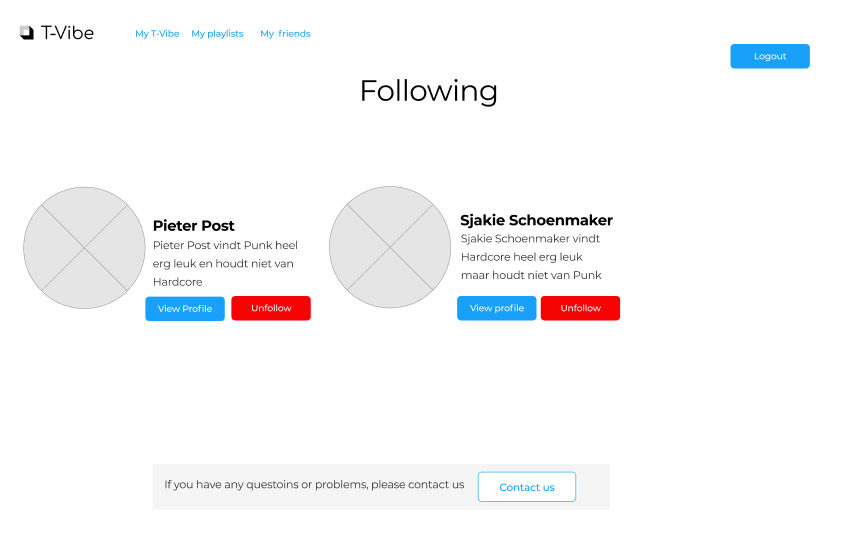 T-Vibe
My T-Vibe My playlists My friends
Logout
Following
Pieter Post
Pieter Post vindt Punk heel
erg leuk en houdt niet van
Hardcore
View Profile
Unfollow
Sjakie Schoenmaker
Sjakie Schoenmaker vindt
Hardcore heel erg leuk
maar houdt niet van Punk
View profile
Unfollow
If you have any questoins or problems, please contact us
Contact us